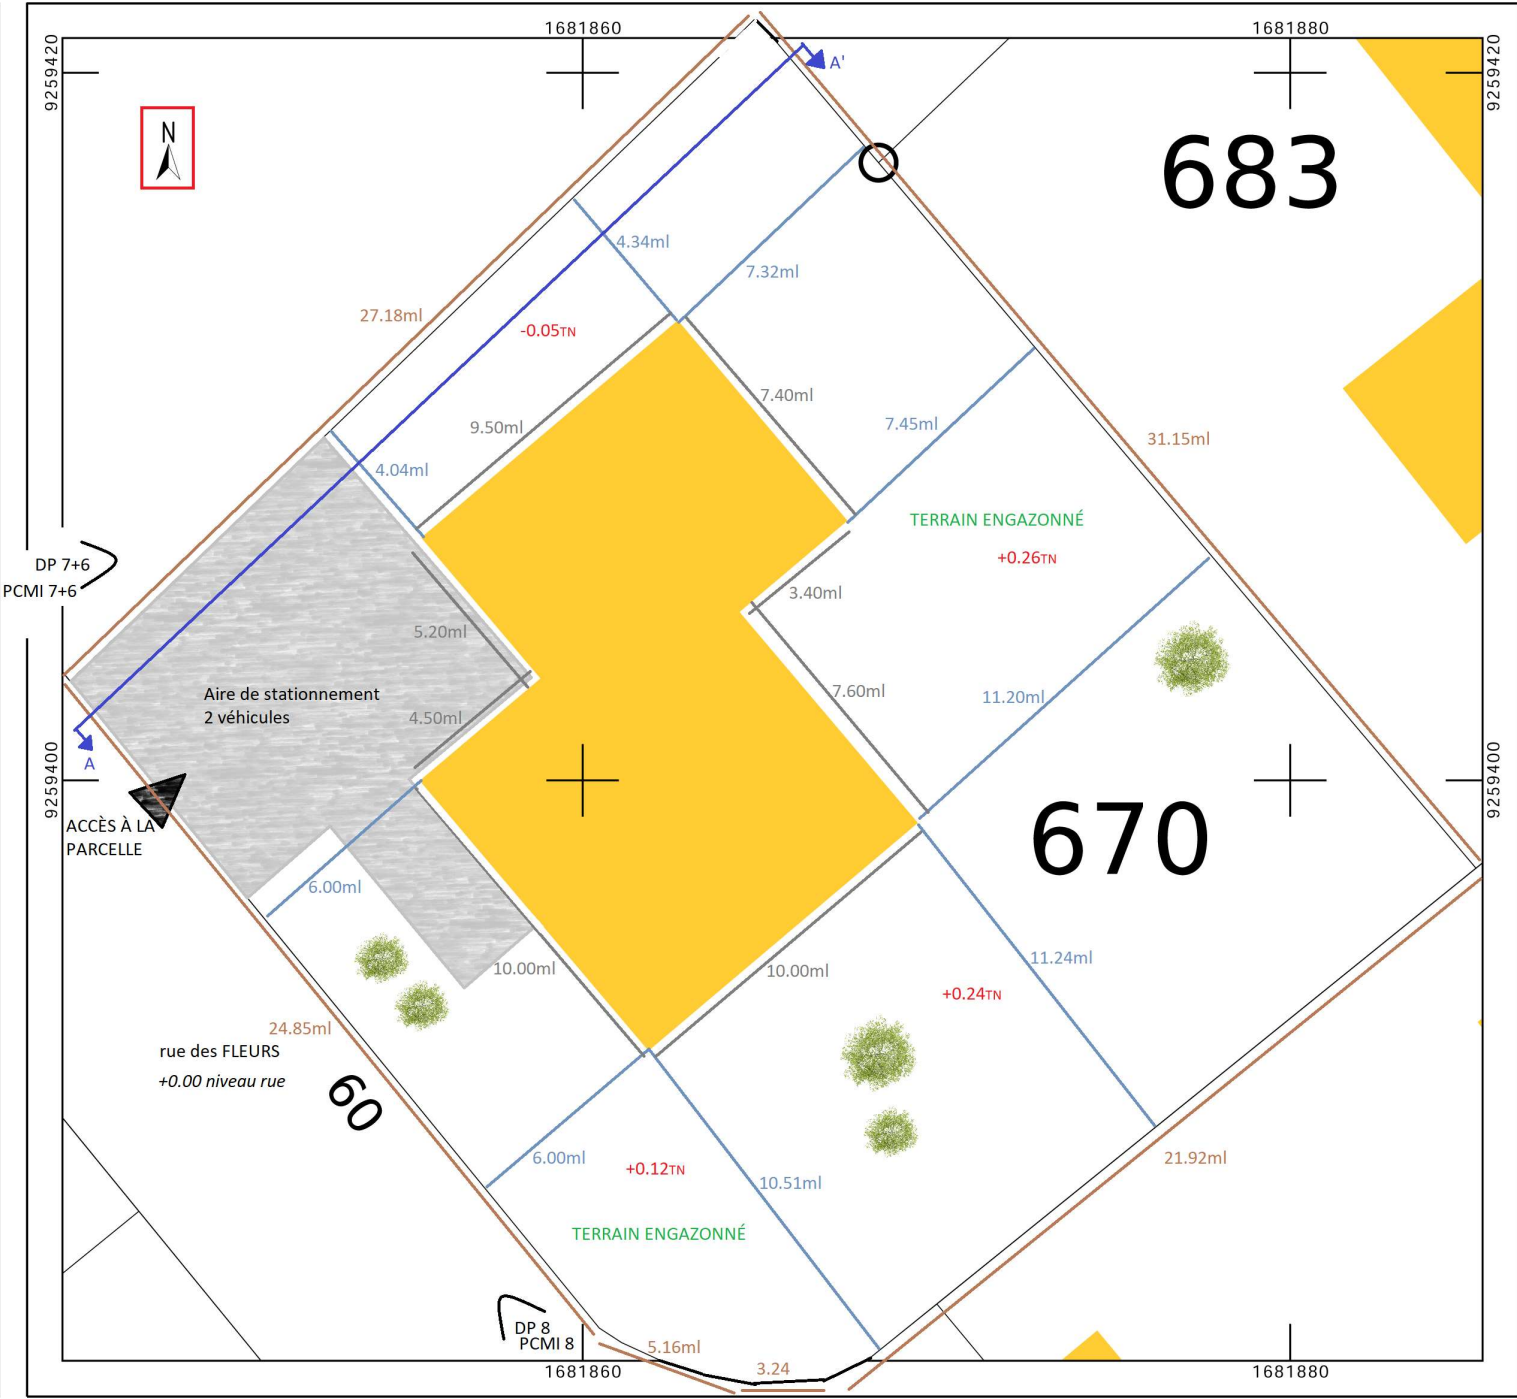 1681860
1681880
9259420
9259420
A'
N
683
4.34ml
7.32ml
27.18ml
-0.05TN
7.40ml
9.50ml
7.45ml
31.15ml
4.04ml
TERRAIN ENGAZONNÉ
+0.26TN
DP 7+6
PCMI 7+6
3.40ml
5.20ml
Aire de stationnement
2 véhicules
7.60ml
11.20ml
4.50ml
A
9259400
9259400
ACCÈS À LA
PARCELLE
670
6.00ml
10.00ml
10.00ml
11.24ml
+0.24TN
24.85ml
rue des FLEURS
+0.00 niveau rue
60
6.00ml
+0.12TN
10.51ml
21.92ml
TERRAIN ENGAZONNÉ
DP 8
PCMI 8
5.16ml
3.24
1681860
1681880